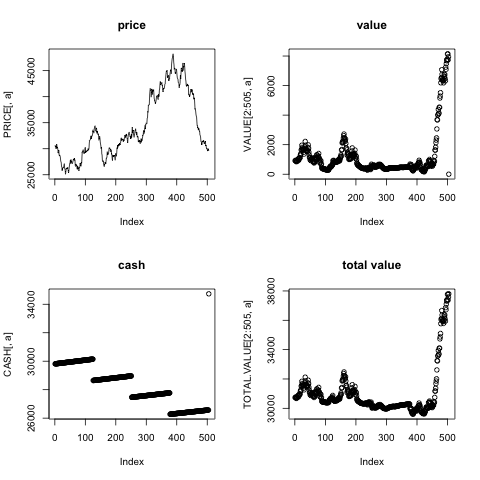 price
PRICE[, a]
25000 35000 45000
0 100 200 300 400 500
Index
value
VALUE[2:505, a]
0 2000 6000
0 100 200 300 400 500
Index
cash
CASH[, a]
26000 30000 34000
0 100 200 300 400 500
Index
total value
TOTAL.VALUE[2:505, a]
30000 34000 38000
0 100 200 300 400 500
Index